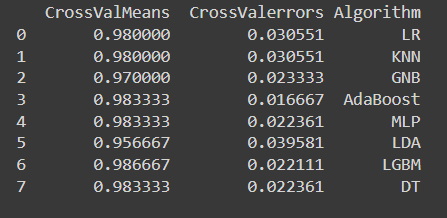 CrossValMeans CrossValerrors Algorithm
0 0.980000 0.030551 LR
1 0.980000 0.030551 KNN
2 0.970000 0.023333 GNB
3 0.983333 0.016667 AdaBoost
4 0.983333 0.022361 MLP
5 0.956667 0.039581 LDA
6 0.986667 0.022111 LGBM
7 0.983333 0.022361 DT